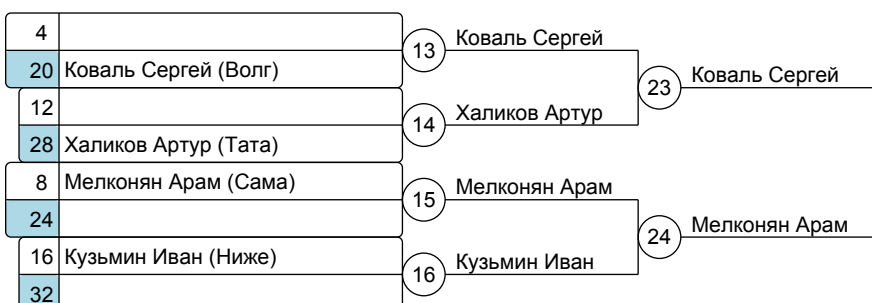 4
13 Коваль Сергей
20 Коваль Сергей (Волг)
23 Коваль Сергей
12
14 Халиков Артур
28 Халиков Артур (Тата)
8 Мелконян Арам (Сама)
15 Мелконян Арам
24
24 Мелконян Арам
16 Кузьмин Иван (Ниже)
16 Кузьмин Иван
32